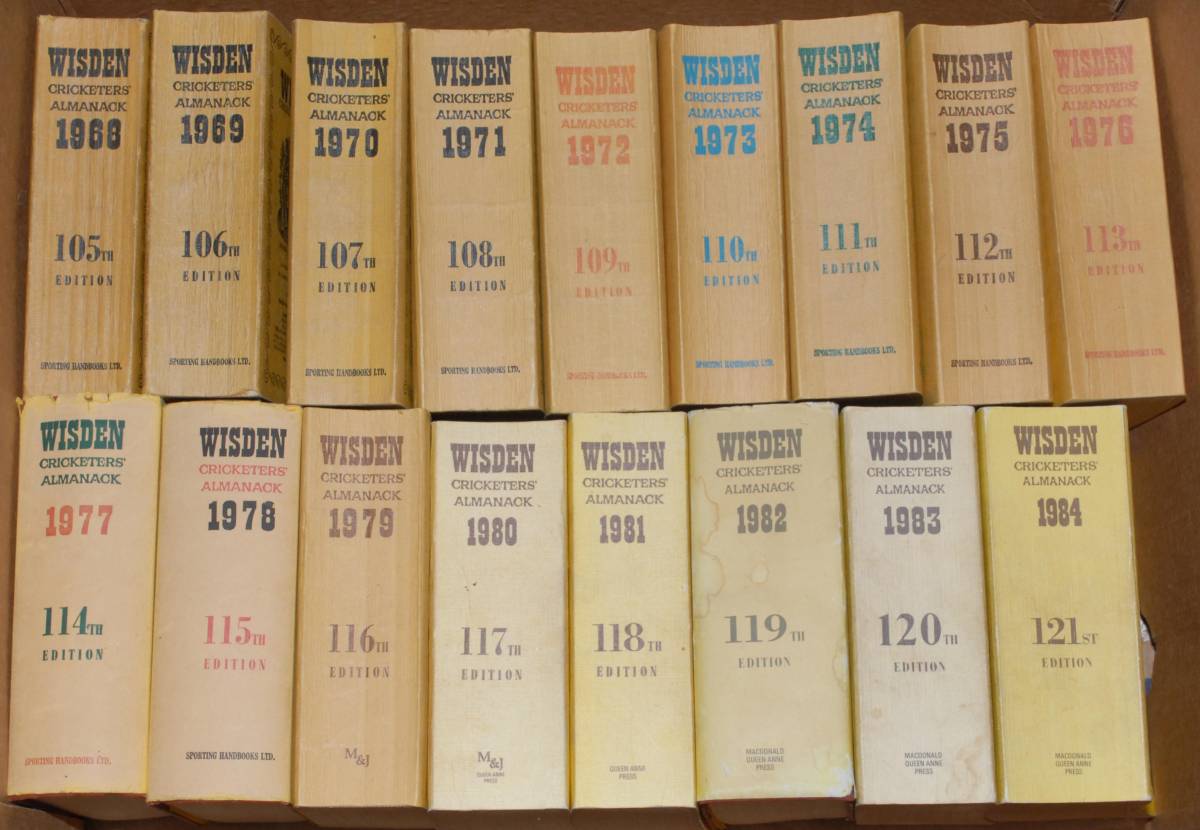 WISDEN
CRICKETERS'
ALMANACK
1968
105TH
EDITION
SPORTING HANDBOOKS LTD.
WISDEN
CRICKETERS'
ALMANACK
1969
106TH
EDITION
SPORTING HANDBOOKS LTD.
WISDEN
CRICKETERS'
ALMANACK
1970
107TH
EDITION
SPORTING HANDBOOKS LTD.
WISDEN
CRICKETERS'
ALMANACK
1971
108TH
EDITION
SPORTING HANDBOOKS LTD.
WISDEN
CRICKETERS'
ALMANACK
1972
109TH
EDITION
SPORTING HANDBOOKS LTD.
WISDEN
CRICKETERS'
ALMANACK
1973
110TH
EDITION
SPORTING HANDBOOKS LTD.
WISDEN
CRICKETERS'
ALMANACK
1974
111TH
EDITION
SPORTING HANDBOOKS LTD.
WISDEN
CRICKETERS'
ALMANACK
1975
112TH
EDITION
SPORTING HANDBOOKS LTD.
WISDEN
CRICKETERS'
ALMANACK
1976
113TH
EDITION
SPORTING HANDBOOKS LTD.
WISDEN
CRICKETERS'
ALMANACK
1977
114TH
EDITION
SPORTING HANDBOOKS LTD.
WISDEN
CRICKETERS'
ALMANACK
1978
115TH
EDITION
SPORTING HANDBOOKS LTD.
WISDEN
CRICKETERS'
ALMANACK
1979
116TH
EDITION
M&J
WISDEN
CRICKETERS'
ALMANACK
1980
117TH
EDITION
M&J
QUEEN ANNE
PRESS
WISDEN
CRICKETERS'
ALMANACK
1981
118TH
EDITION
QUEEN ANNE
PRESS
WISDEN
CRICKETERS'
ALMANACK
1982
119TH
EDITION
MACDONALD
QUEEN ANNE
PRESS
WISDEN
CRICKETERS'
ALMANACK
1983
120TH
EDITION
MACDONALD
QUEEN ANNE
PRESS
WISDEN
CRICKETERS'
ALMANACK
1984
121ST
EDITION
MACDONALD
QUEEN ANNE
PRESS